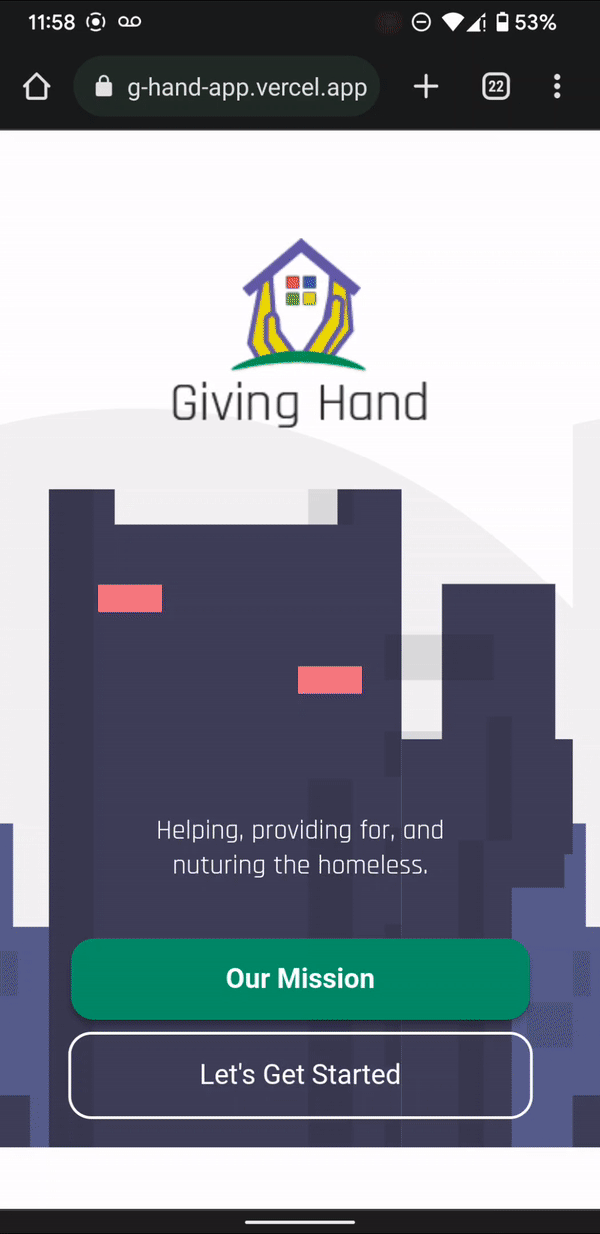 11:58 53%
g-hand-app.vercel.app 22
Giving Hand
Helping, providing for, and
nuturing the homeless.
Our Mission
Let's Get Started